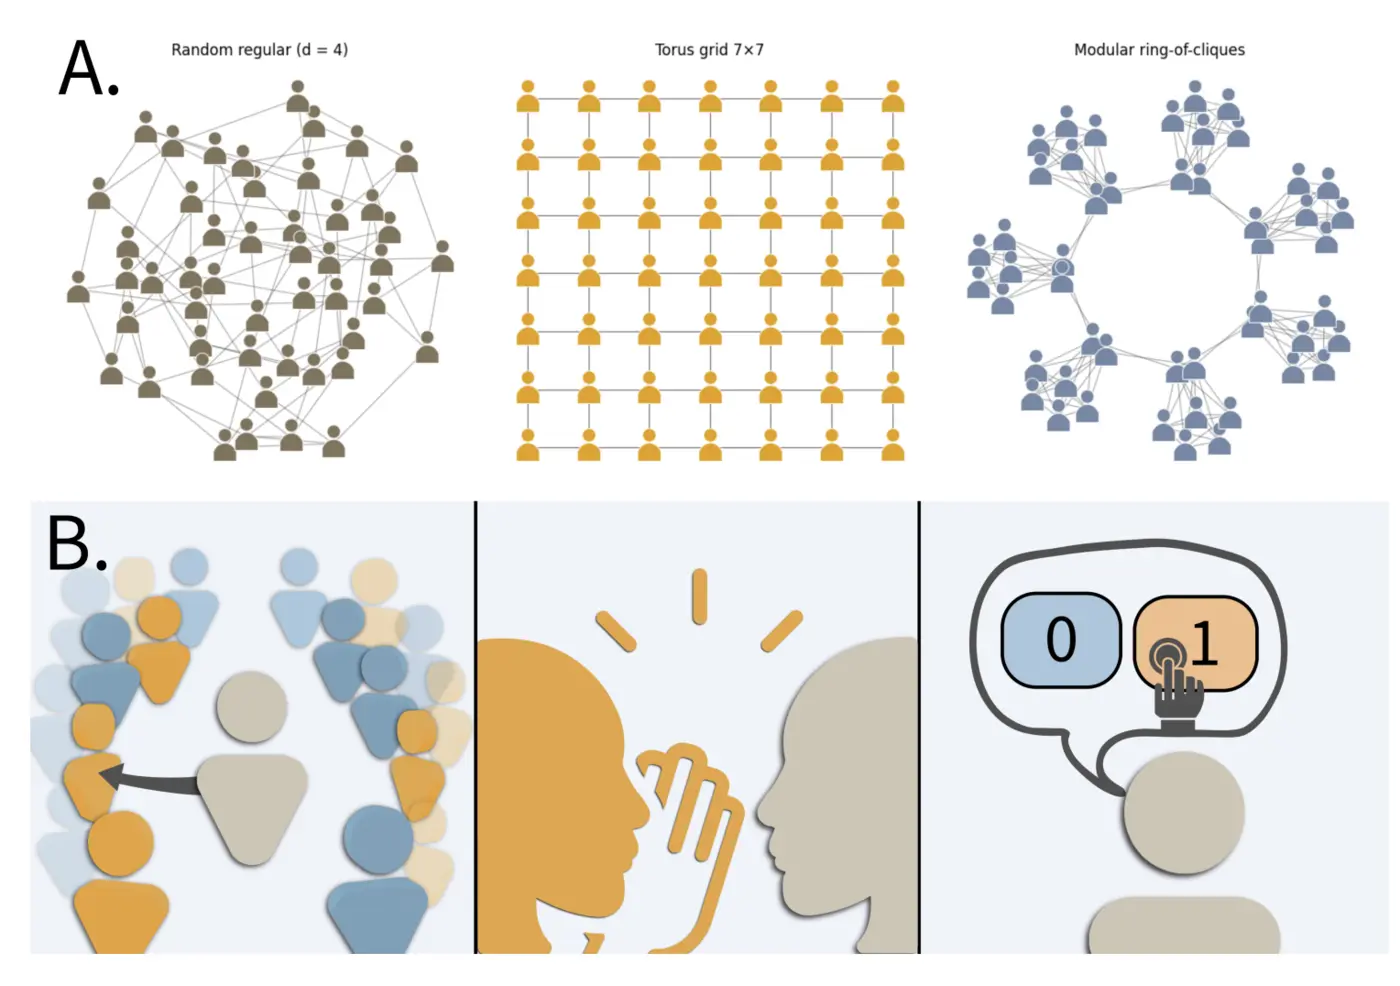 A.
Random regular (d = 4)
Torus grid 7×7
Modular ring-of-cliques
B.
0
1